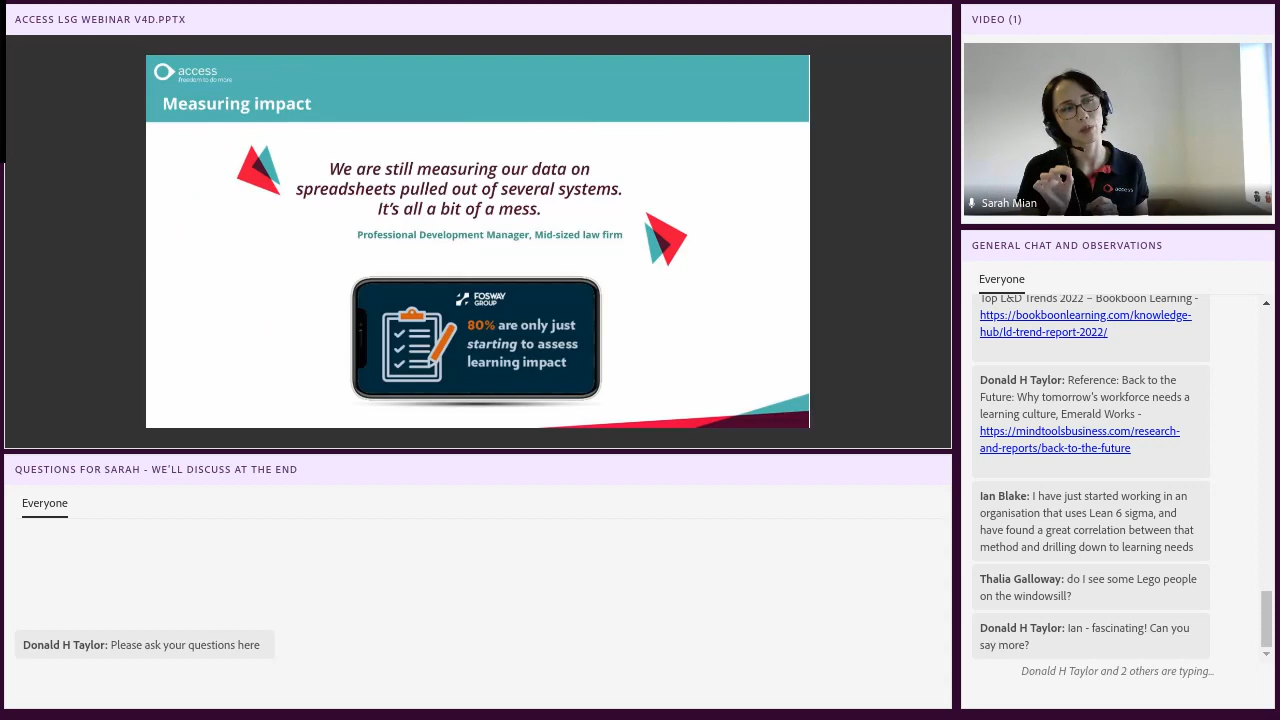 ACCESS LSG WEBINAR V4D.PPTX
access
freedom to do more
Measuring impact
We are still measuring our data on
spreadsheets pulled out of several systems.
It's all a bit of a mess.
Professional Development Manager, Mid-sized law firm
FOSWAY
GROUP
80% are only just
starting to assess
learning impact
QUESTIONS FOR SARAH - WE'LL DISCUSS AT THE END
Everyone
Donald H Taylor: Please ask your questions here
VIDEO (1)
access
Sarah Mian
GENERAL CHAT AND OBSERVATIONS
Everyone
Top L&D Trends 2022 – Bookboon Learning -
https://bookboonlearning.com/knowledge-
hub/ld-trend-report-2022/
Donald H Taylor: Reference: Back to the
Future: Why tomorrow's workforce needs a
learning culture, Emerald Works -
https://mindtoolsbusiness.com/research-
and-reports/back-to-the-future
Ian Blake: I have just started working in an
organisation that uses Lean 6 sigma, and
have found a great correlation between that
method and drilling down to learning needs
Thalia Galloway: do I see some Lego people
on the windowsill?
Donald H Taylor: Ian - fascinating! Can you
say more?
Donald H Taylor and 2 others are typing...